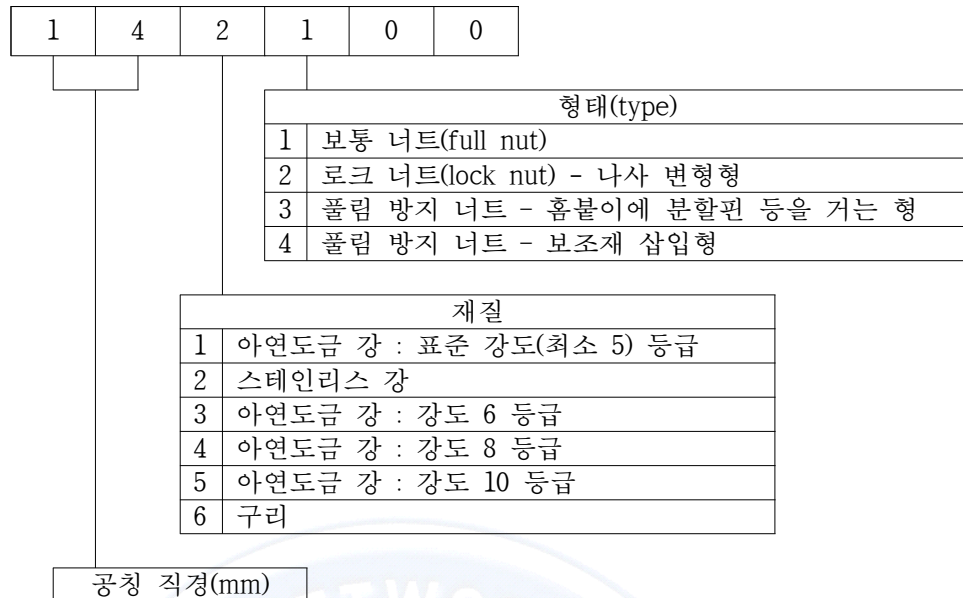 1 4 2 1 0 0
형태(type)
1 보통 너트(full nut)
2 로크 너트(lock nut) - 나사 변형형
3 풀림 방지 너트 - 홈붙이에 분할핀 등을 거는 형
4 풀림 방지 너트 - 보조재 삽입형
재질
1 아연도금 강 : 표준 강도(최소 5) 등급
2 스테인리스 강
3 아연도금 강 : 강도 6 등급
4 아연도금 강 : 강도 8 등급
5 아연도금 강 : 강도 10 등급
6 구리
공칭 직경(mm)